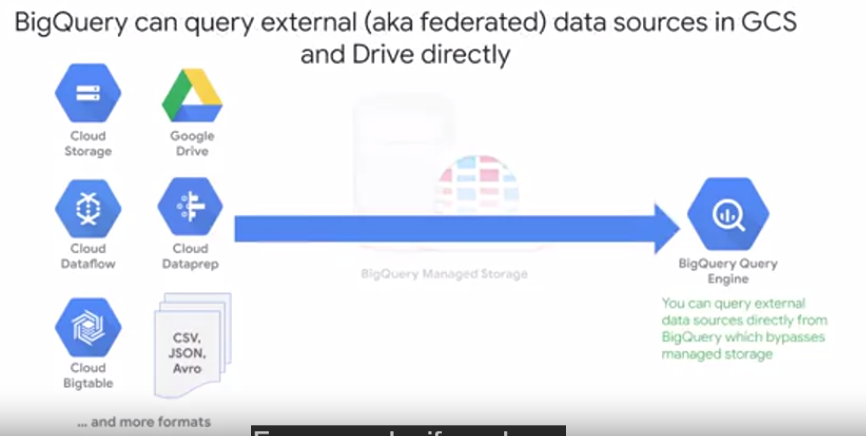 BigQuery can query external (aka federated) data sources in GCS
and Drive directly
Cloud
Storage
Google
Drive
Cloud
Dataflow
Cloud
Dataprep
BigQuery Managed Storage
BigQuery Query
Engine
You can query external
data sources directly from
BigQuery which bypasses
managed storage
Cloud
Bigtable
CSV,
JSON,
Avro
... and more formats